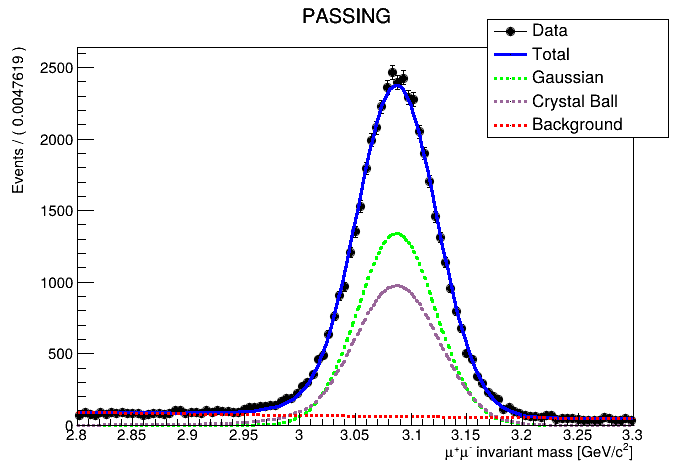 PASSING
Data
Total
Gaussian
Crystal Ball
Background
Events / ( 0.0047619 )
2500
2000
1500
1000
500
0
2.8 2.85 2.9 2.95 3 3.05 3.1 3.15 3.2 3.25 3.3
μ⁺μ⁻ invariant mass [GeV/c²]